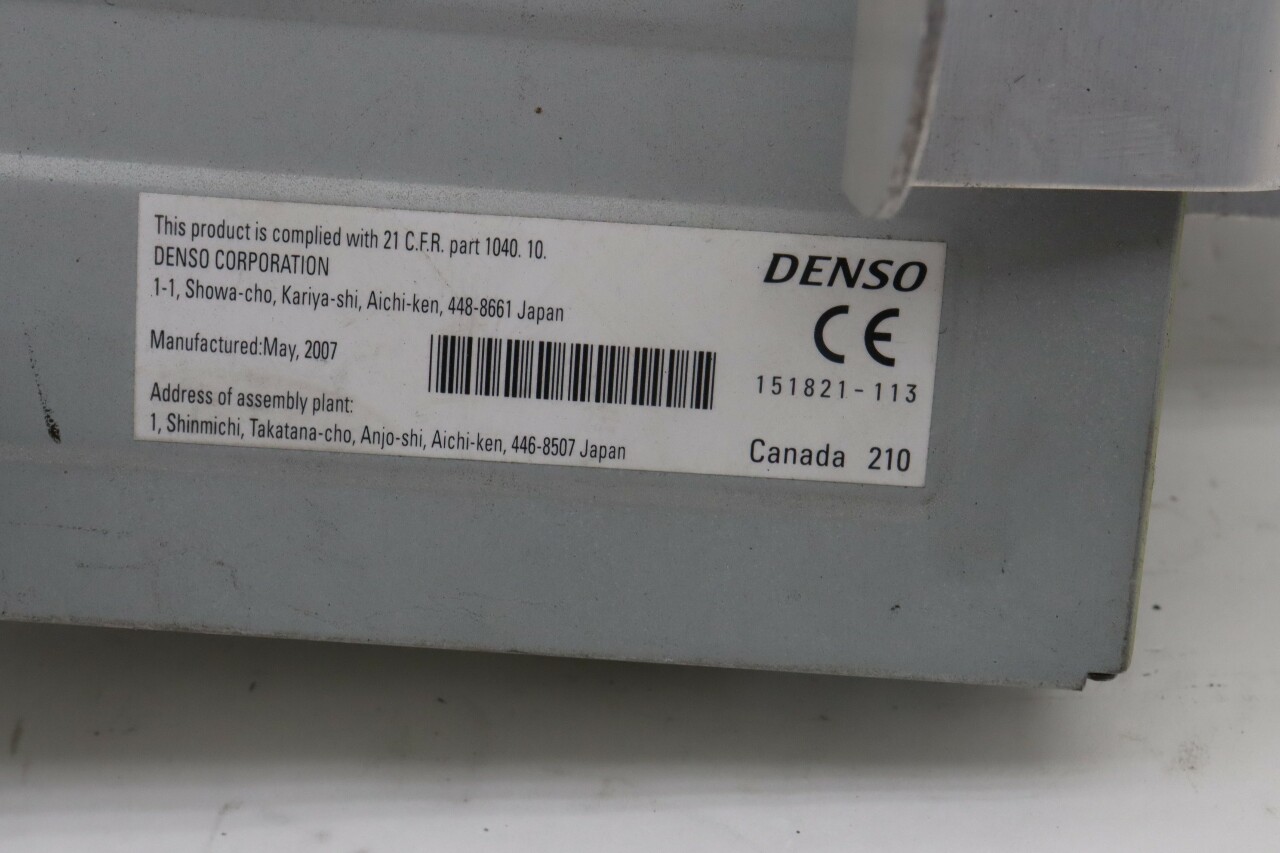 This product is complied with 21 C.F.R. part 1040. 10.
DENSO CORPORATION
1-1, Showa-cho, Kariya-shi, Aichi-ken, 448-8661 Japan
Manufactured:May, 2007
Address of assembly plant:
1, Shinmichi, Takatana-cho, Anjo-shi, Aichi-ken, 446-8507 Japan
DENSO
CE
151821-113
Canada 210